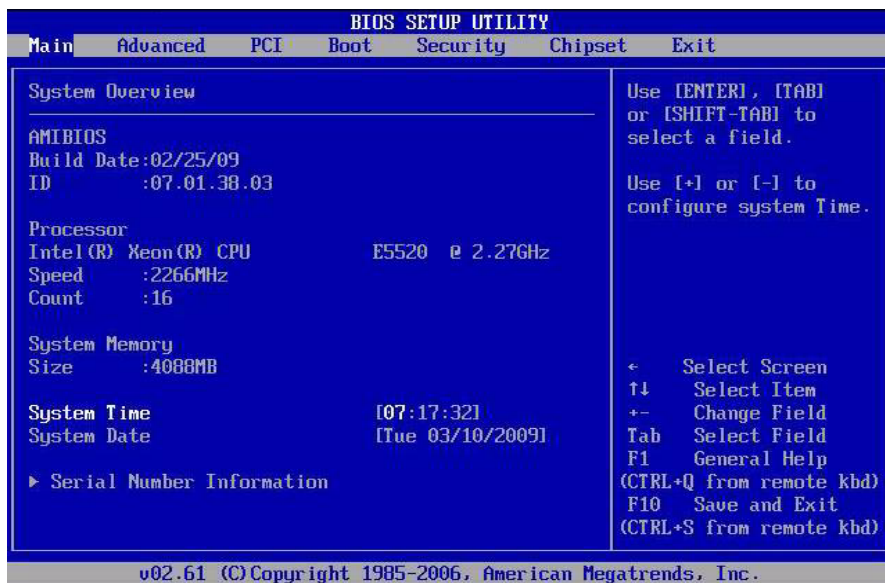 BIOS SETUP UTILITY
Main Advanced PCI Boot Security Chipset Exit
System Overview
AMIBIOS
Build Date:02/25/09
ID :07.01.38.03
Processor
Intel(R) Xeon(R) CPU E5520 @ 2.27GHz
Speed :2266MHz
Count :16
System Memory
Size :4088MB
System Time [07:17:32]
System Date [Tue 03/10/2009]
▶ Serial Number Information
Use [ENTER], [TAB]
or [SHIFT-TAB] to
select a field.
Use [+] or [-] to
configure system Time.
← Select Screen
↑↓ Select Item
+- Change Field
Tab Select Field
F1 General Help
(CTRL+Q from remote kbd)
F10 Save and Exit
(CTRL+S from remote kbd)
v02.61 (C)Copyright 1985-2006, American Megatrends, Inc.